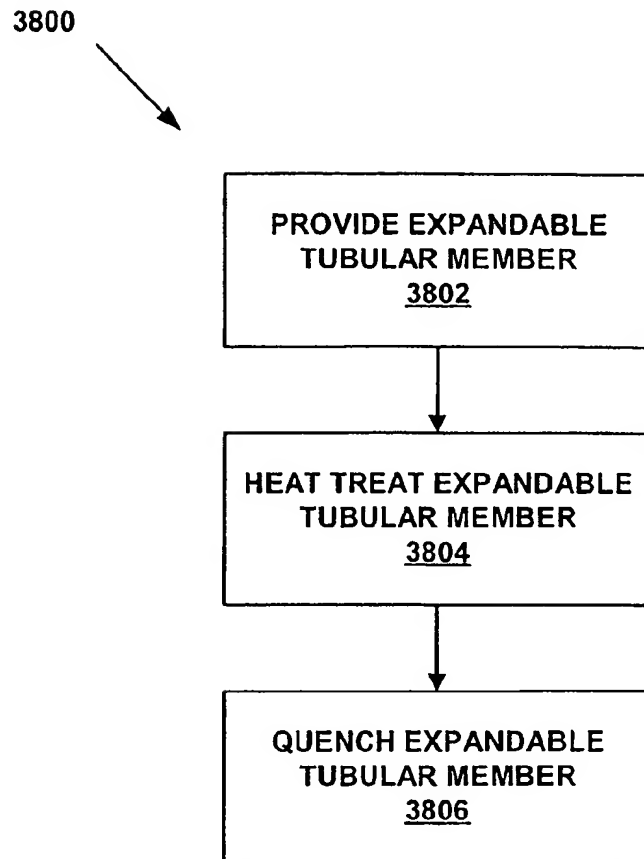 3800
PROVIDE EXPANDABLE
TUBULAR MEMBER
3802
HEAT TREAT EXPANDABLE
TUBULAR MEMBER
3804
QUENCH EXPANDABLE
TUBULAR MEMBER
3806